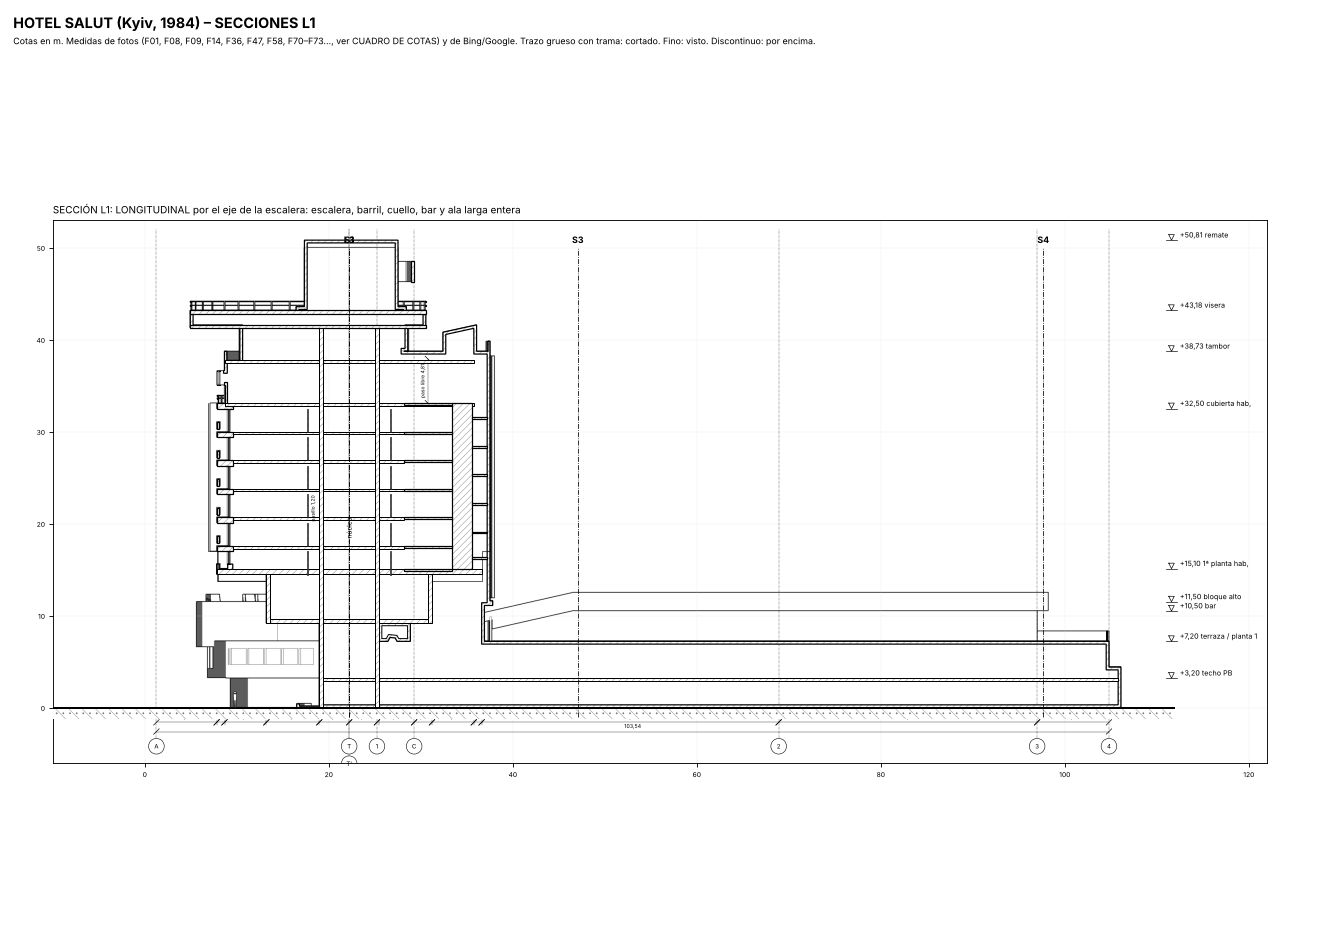 HOTEL SALUT (Kyiv, 1984) – SECCIONES L1
Cotas en m. Medidas de fotos (F01, F08, F09, F14, F36, F47, F58, F70–F73..., ver CUADRO DE COTAS) y de Bing/Google. Trazo grueso con trama: cortado. Fino: visto. Discontinuo: por encima.
SECCIÓN L1: LONGITUDINAL por el eje de la escalera: escalera, barril, cuello, bar y ala larga entera
S3
S4
+50,81 remate
50
+43,18 visera
40
+38,73 tambor
+32,50 cubierta hab,
30
20
+15,10 1ª planta hab,
+11,50 bloque alto
+10,50 bar
10
+7,20 terraza / planta 1
+3,20 techo PB
0
103,54
A
T
1
C
2
3
4
0
20
40
60
80
100
120